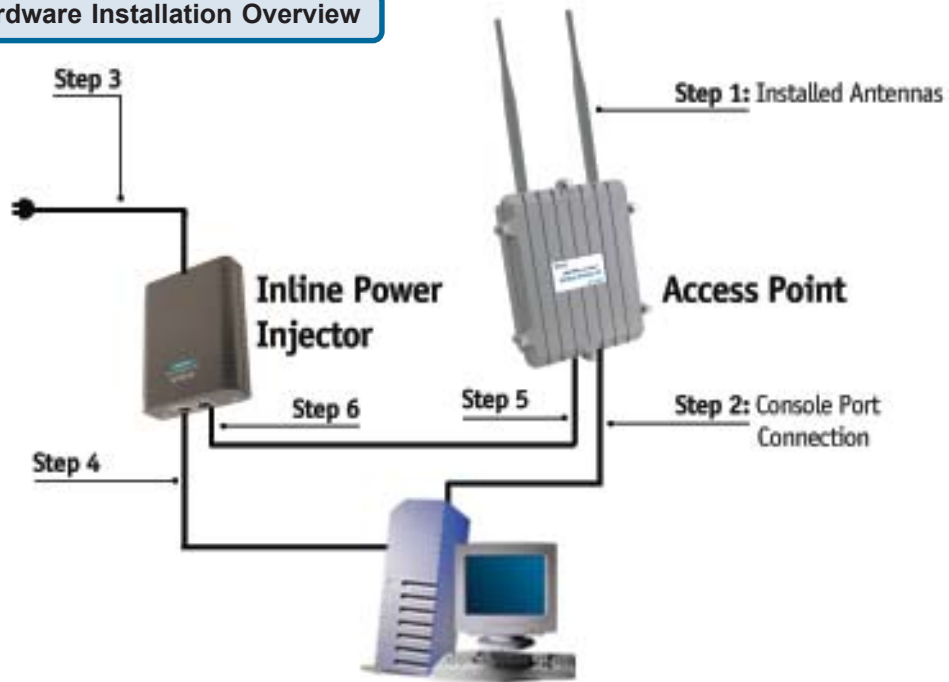 rdware Installation Overview
Step 3
Step 1: Installed Antennas
Inline Power
Injector
Access Point
Step 6
Step 5
Step 2: Console Port
Connection
Step 4